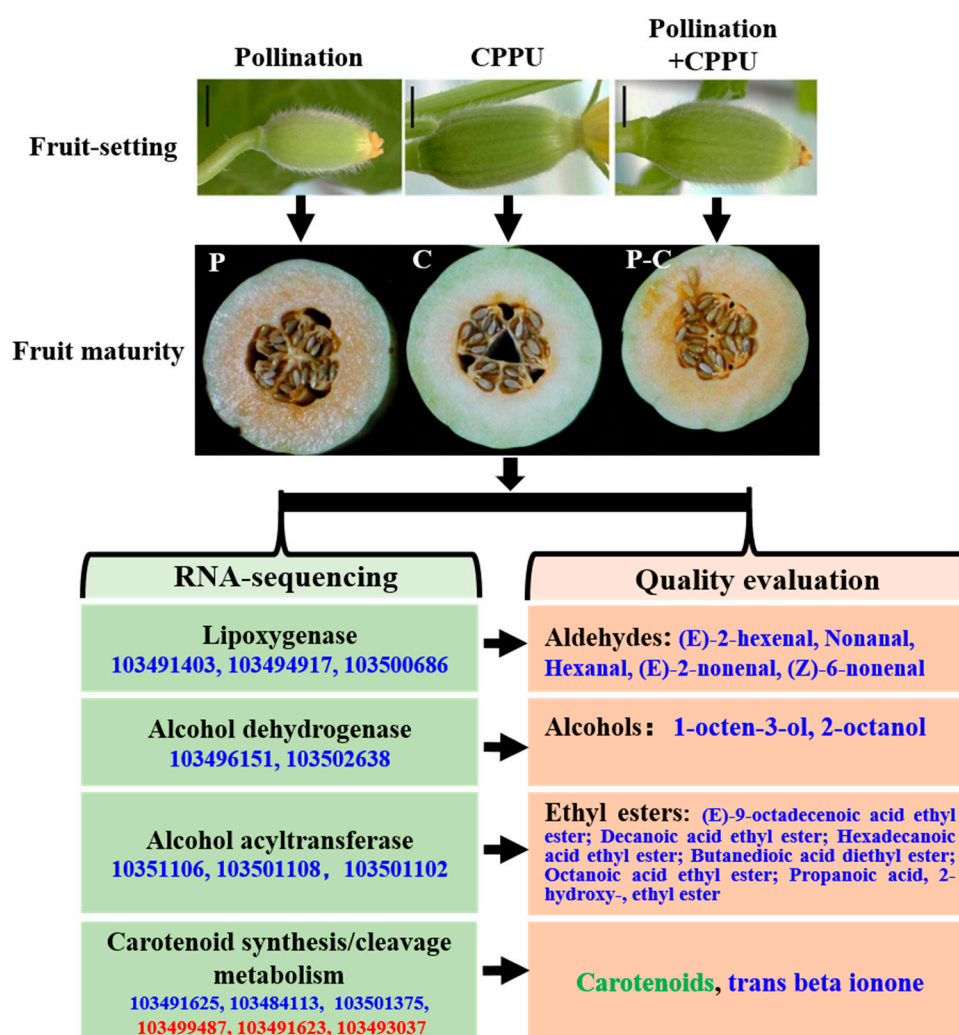 Pollination
CPPU
Pollination
+CPPU
Fruit-setting
P
C
P-C
Fruit maturity
RNA-sequencing
Quality evaluation
Lipoxygenase
103491403, 103494917, 103500686
Aldehydes: (E)-2-hexenal, Nonanal,
Hexanal, (E)-2-nonenal, (Z)-6-nonenal
Alcohol dehydrogenase
103496151, 103502638
Alcohols： 1-octen-3-ol, 2-octanol
Alcohol acyltransferase
10351106, 103501108， 103501102
Ethyl esters: (E)-9-octadecenoic acid ethyl
ester; Decanoic acid ethyl ester; Hexadecanoic
acid ethyl ester; Butanedioic acid diethyl ester;
Octanoic acid ethyl ester; Propanoic acid, 2-
hydroxy-, ethyl ester
Carotenoid synthesis/cleavage
metabolism
103491625, 103484113, 103501375,
103499487, 103491623, 103493037
Carotenoids, trans beta ionone